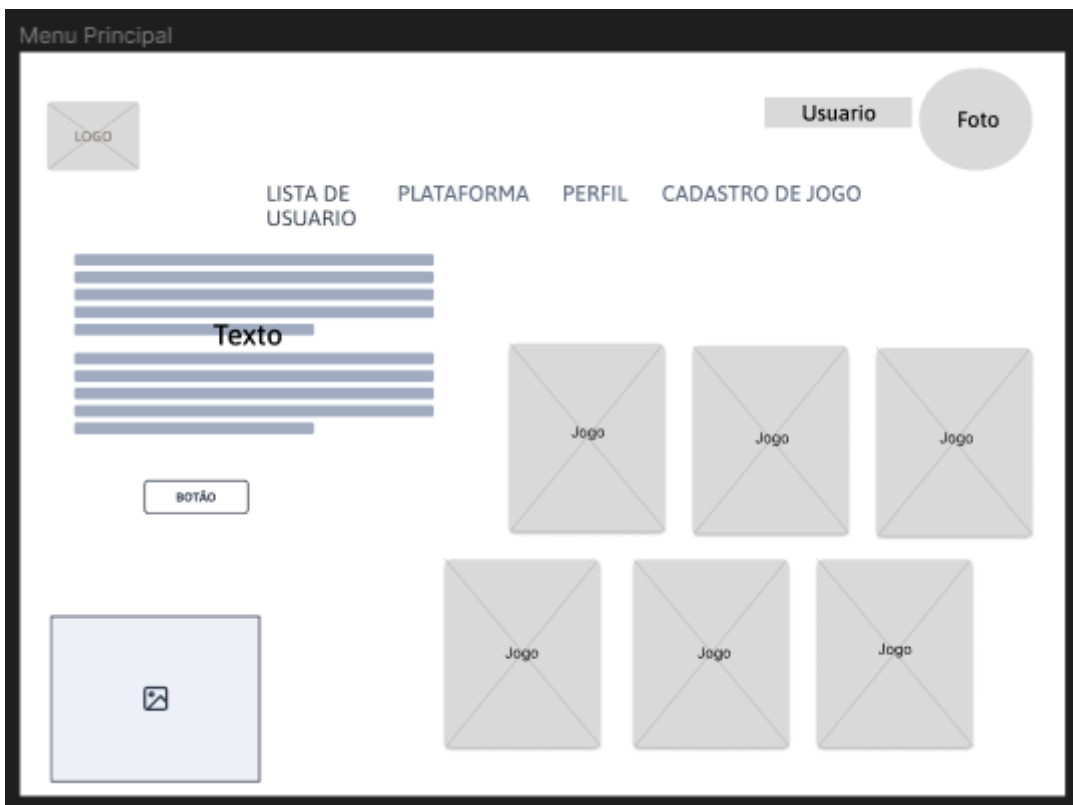 Menu Principal
LOGO
Usuario
Foto
LISTA DE
USUARIO
PLATAFORMA
PERFIL
CADASTRO DE JOGO
Texto
BOTÃO
Jogo
Jogo
Jogo
Jogo
Jogo
Jogo